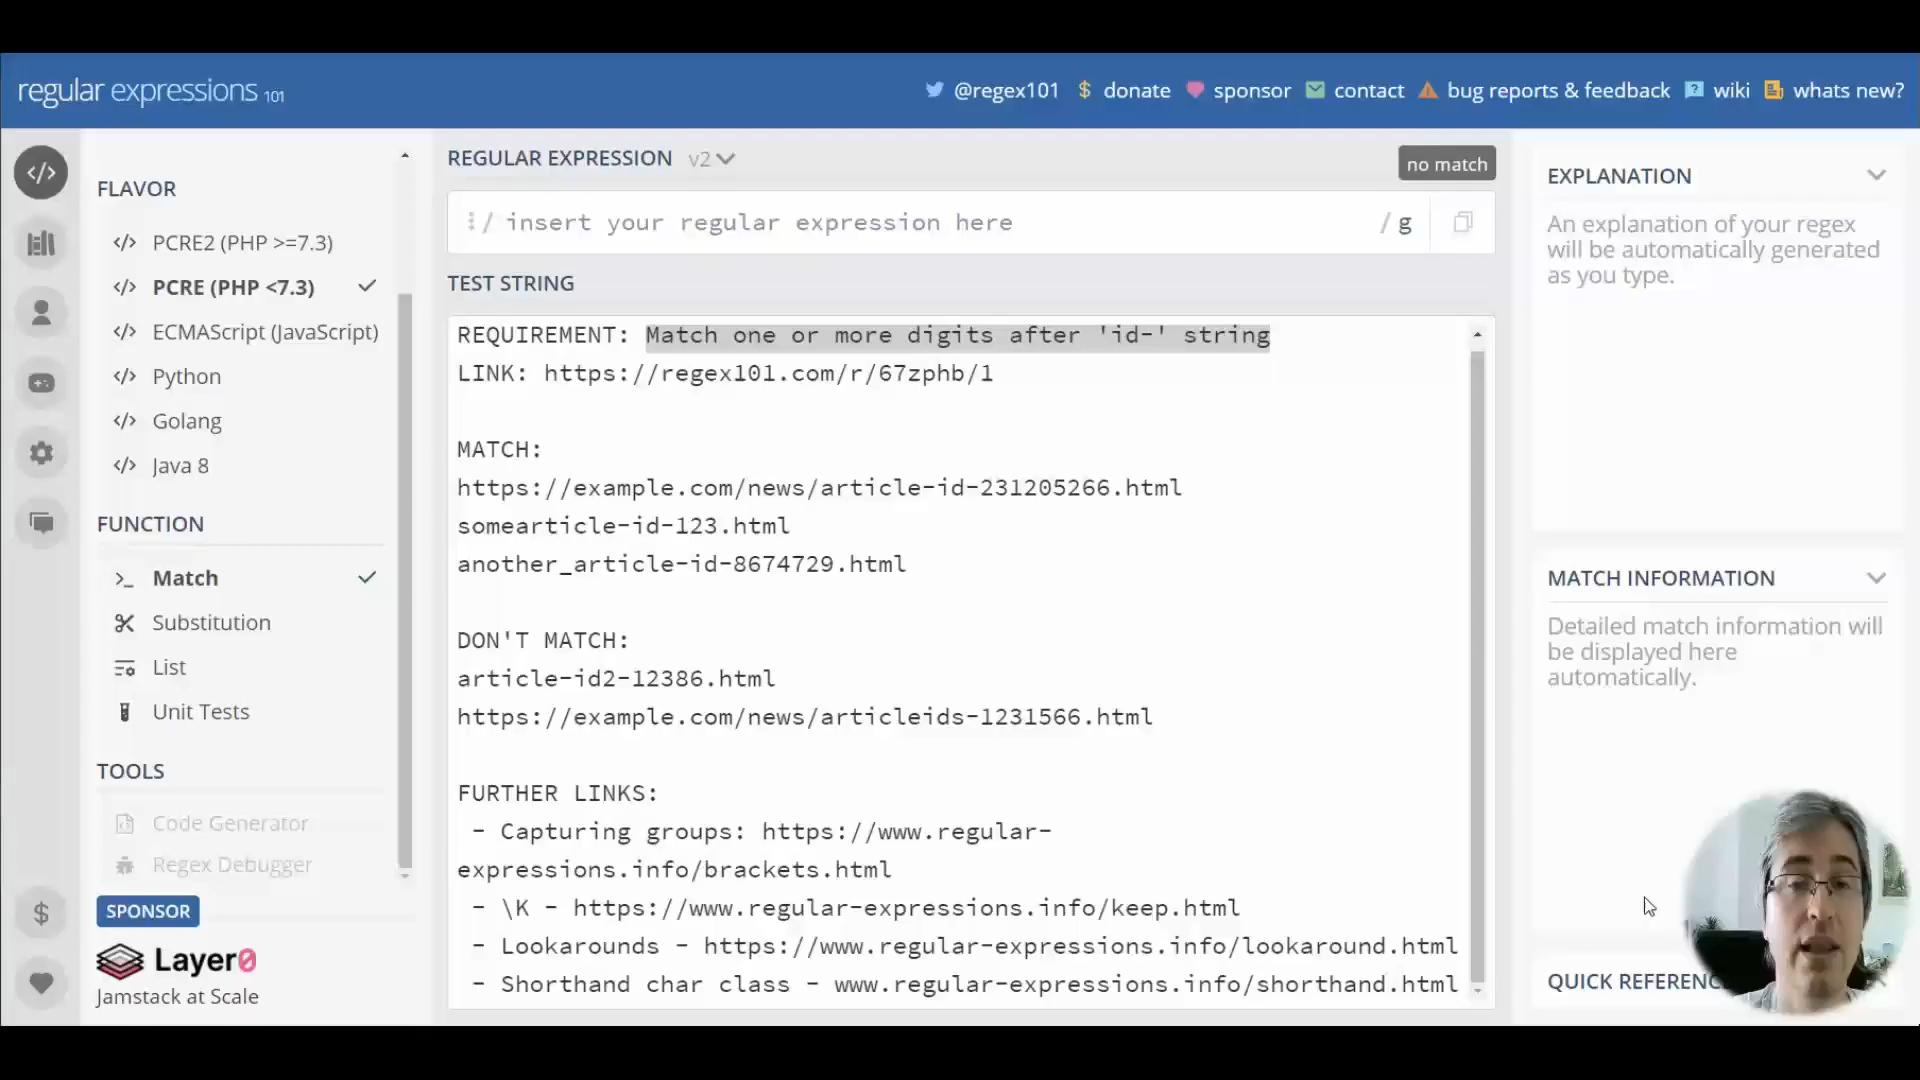 regular expressions 101
@regex101
$ donate
sponsor
contact
bug reports & feedback
wiki
whats new?
FLAVOR
</> PCRE2 (PHP >=7.3)
</> PCRE (PHP <7.3)
</> ECMAScript (JavaScript)
</> Python
</> Golang
</> Java 8
FUNCTION
Match
Substitution
List
Unit Tests
TOOLS
Code Generator
Regex Debugger
SPONSOR
Layer0
Jamstack at Scale
REGULAR EXPRESSION v2
no match
/ insert your regular expression here / g
TEST STRING
REQUIREMENT: Match one or more digits after 'id-' string
LINK: https://regex101.com/r/67zphb/1
MATCH:
https://example.com/news/article-id-231205266.html
somearticle-id-123.html
another_article-id-8674729.html
DON'T MATCH:
article-id2-12386.html
https://example.com/news/articleids-1231566.html
FURTHER LINKS:
- Capturing groups: https://www.regular-
expressions.info/brackets.html
- \K - https://www.regular-expressions.info/keep.html
- Lookarounds - https://www.regular-expressions.info/lookaround.html
- Shorthand char class - www.regular-expressions.info/shorthand.html
EXPLANATION
An explanation of your regex
will be automatically generated
as you type.
MATCH INFORMATION
Detailed match information will
be displayed here
automatically.
QUICK REFERENC